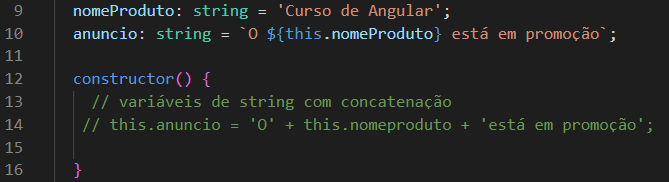 9 nomeProduto: string = 'Curso de Angular';
10 anuncio: string = `O ${this.nomeProduto} está em promoção`;
11
12 constructor() {
13 // variáveis de string com concatenação
14 // this.anuncio = 'O' + this.nomeproduto + 'está em promoção';
15
16 }